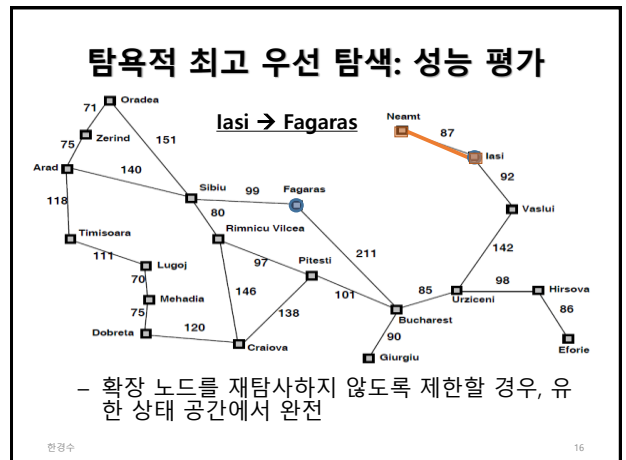 탐욕적 최고 우선 탐색: 성능 평가
Iasi → Fagaras
Oradea
Neamt
71
87
Zerind
151
Iasi
75
Arad
140
92
Sibiu
99
Fagaras
118
80
Vaslui
Timisoara
Rimnicu Vilcea
111
Lugoj
97
Pitesti
211
142
70
98
Hirsova
Mehadia
146
101
85
Urziceni
75
138
86
Bucharest
Dobreta
120
90
Craiova
Eforie
Giurgiu
– 확장 노드를 재탐사하지 않도록 제한할 경우, 유
한 상태 공간에서 완전
한경수
16